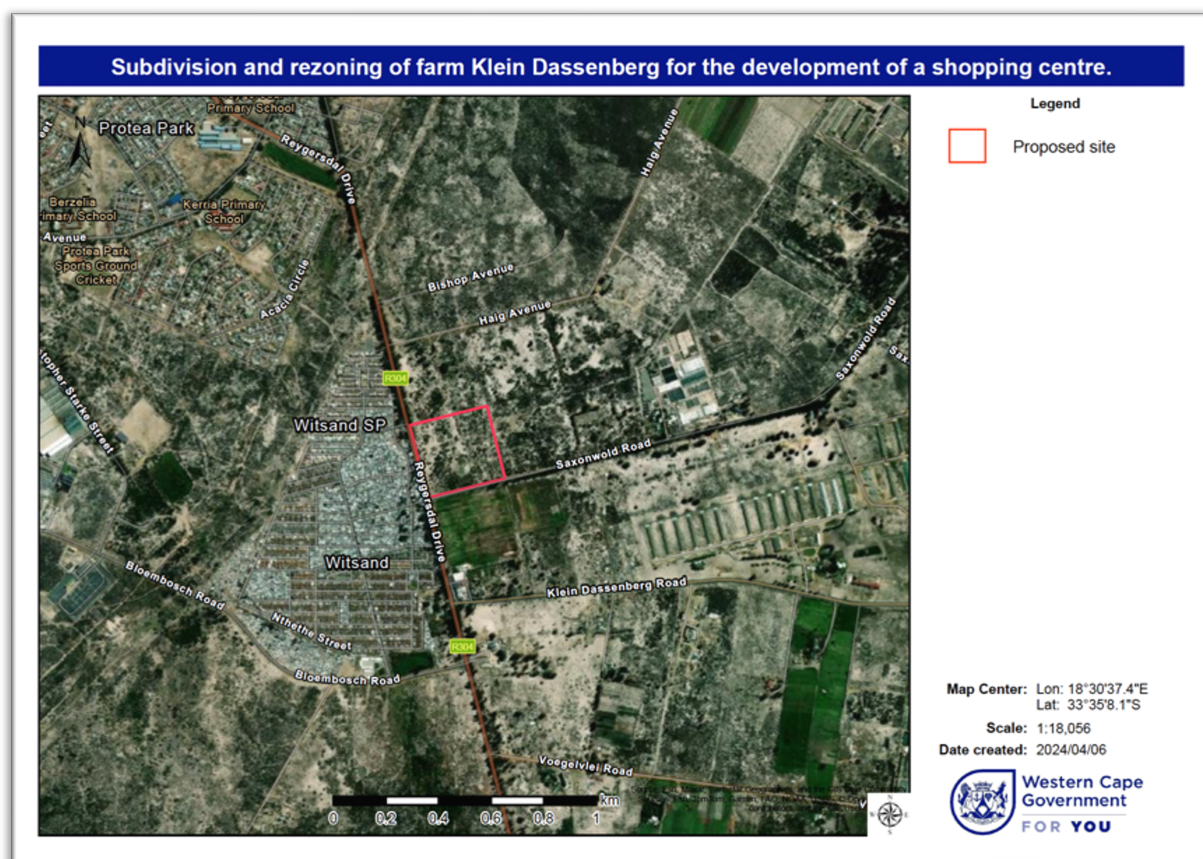 Subdivision and rezoning of farm Klein Dassenberg for the development of a shopping centre.
Legend
Proposed site
Primary School
N
Protea Park
Reygersdal Drive
Haig Avenue
Berzelia
rimary School
Kerria Primary
School
Avenue
Protea Park
Sports Ground
Cricket
Acacia Circle
Bishop Avenue
Haig Avenue
Saxonwold Road
Sax
topher Starke Street
R304
Witsand SP
Saxonwold Road
Reygersdal Drive
Witsand
Bloembosch Road
Klein Dassenberg Road
Nthethe Street
R304
Bloembosch Road
Voegelvlei Road
km
0 0.2 0.4 0.6 0.8 1
N
W E
S
Map Center: Lon: 18°30'37.4"E
Lat: 33°35'8.1"S
Scale: 1:18,056
Date created: 2024/04/06
Western Cape
Government
FOR YOU